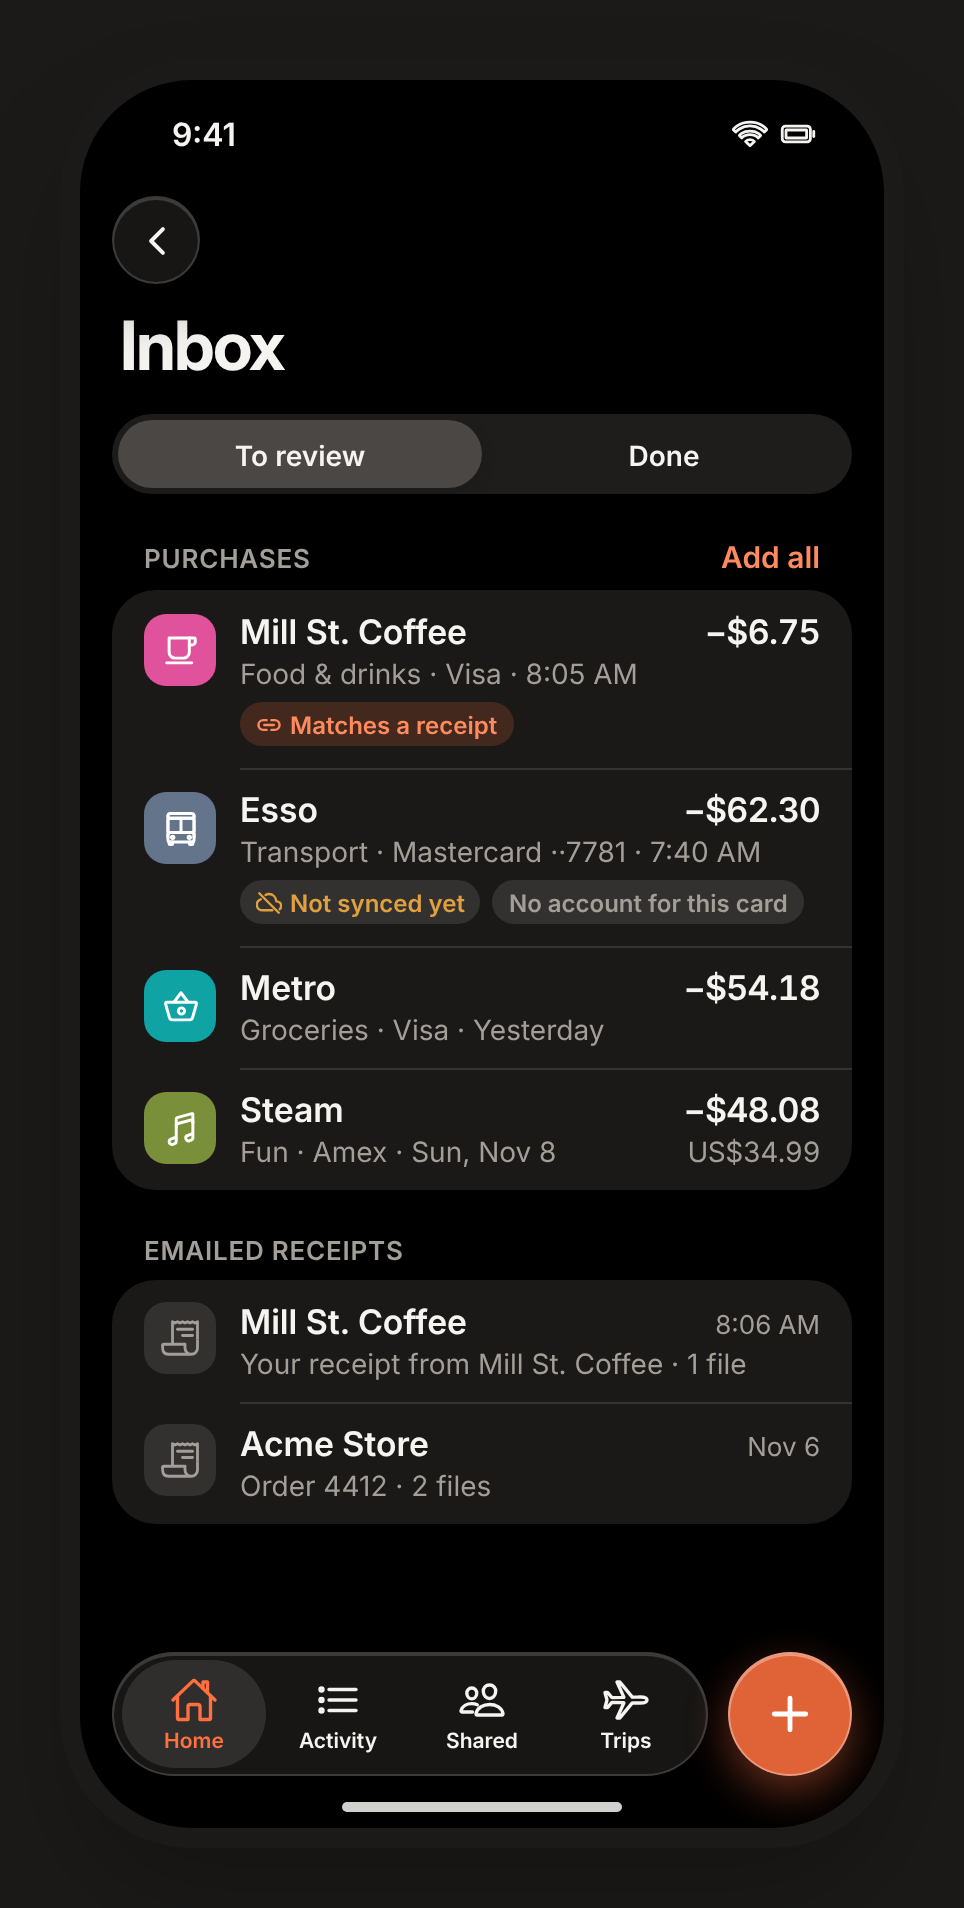 9:41
Inbox
To review
Done
PURCHASES
Add all
Mill St. Coffee
–$6.75
Food & drinks · Visa · 8:05 AM
Matches a receipt
Esso
–$62.30
Transport · Mastercard ··7781 · 7:40 AM
Not synced yet
No account for this card
Metro
–$54.18
Groceries · Visa · Yesterday
Steam
–$48.08
Fun · Amex · Sun, Nov 8
US$34.99
EMAILED RECEIPTS
Mill St. Coffee
8:06 AM
Your receipt from Mill St. Coffee · 1 file
Acme Store
Nov 6
Order 4412 · 2 files
Home
Activity
Shared
Trips